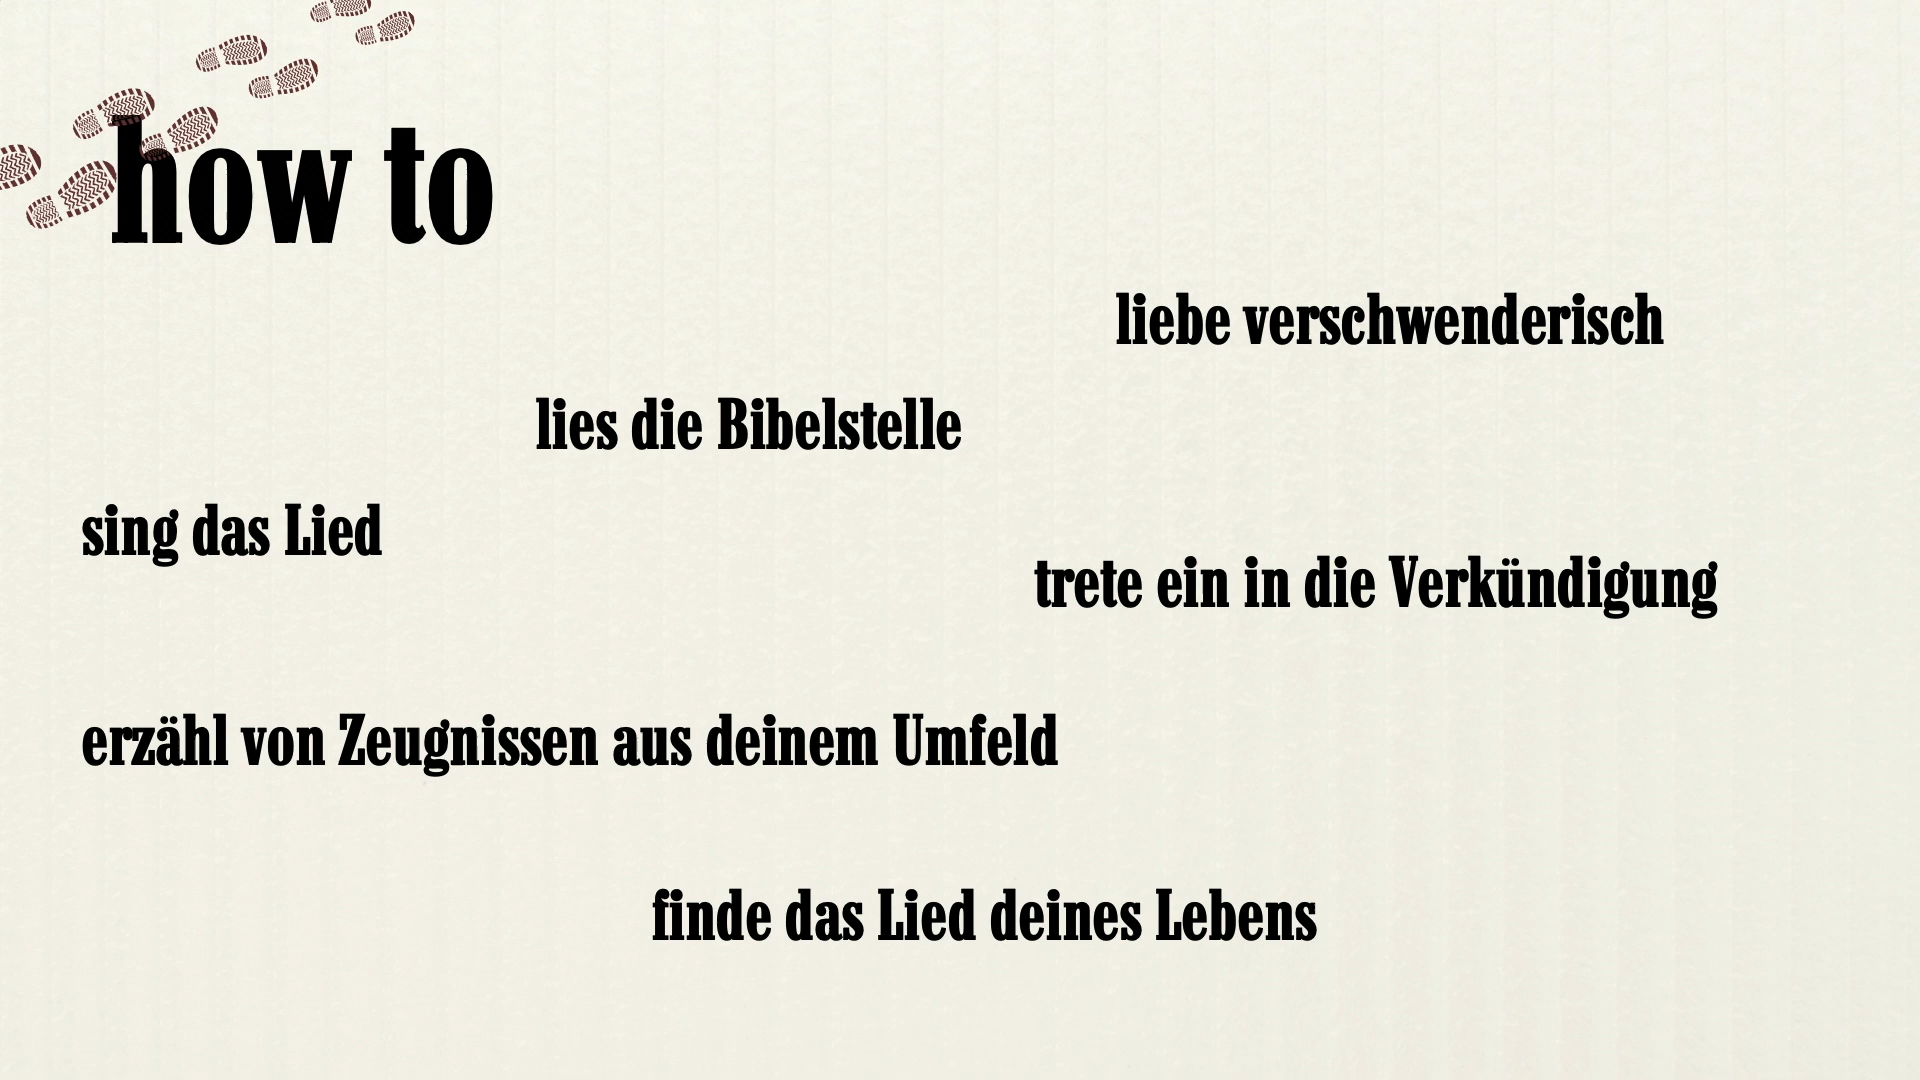 how to
liebe verschwenderisch
lies die Bibelstelle
sing das Lied
trete ein in die Verkündigung
erzähl von Zeugnissen aus deinem Umfeld
finde das Lied deines Lebens